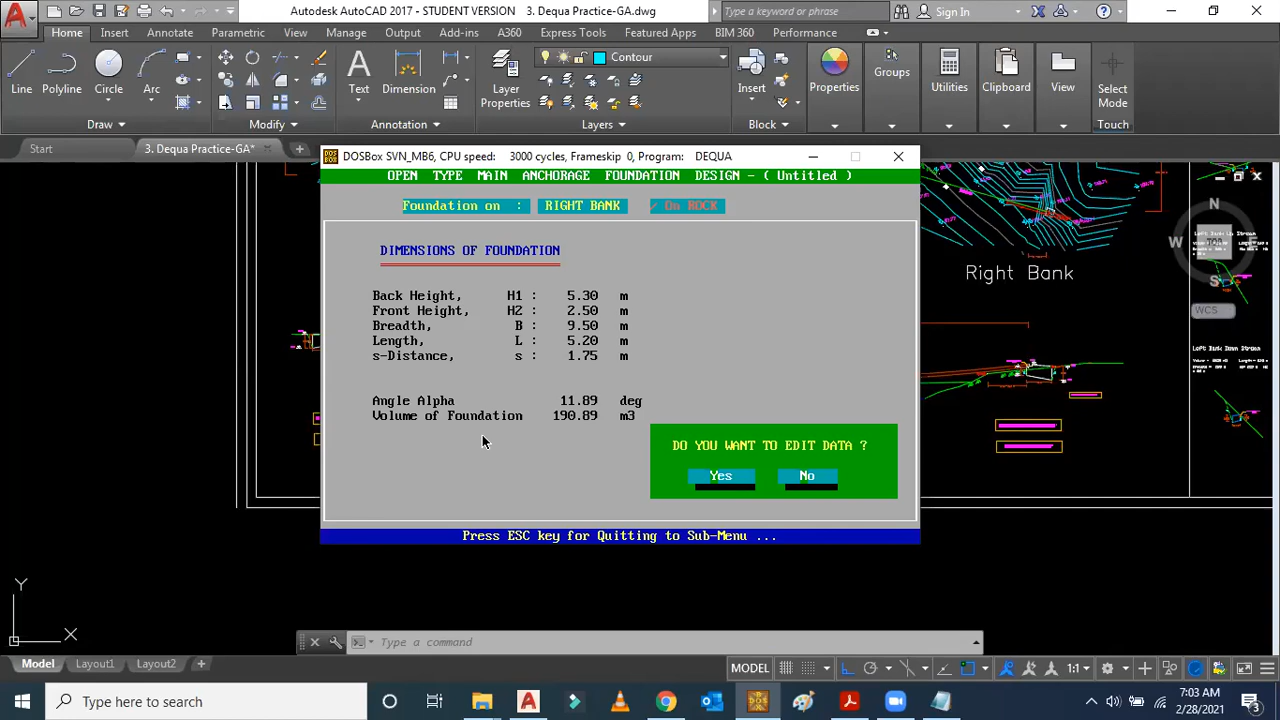 Autodesk AutoCAD 2017 - STUDENT VERSION 3. Dequa Practice-GA.dwg
Type a keyword or phrase
Sign In
Home Insert Annotate Parametric View Manage Output Add-ins A360 Express Tools Featured Apps BIM 360 Performance
Line Polyline Circle Arc
Text Dimension
Layer Properties
Contour
Insert
Properties
Groups
Utilities
Clipboard
View
Select Mode
Draw Modify Annotation Layers Block Touch
Start 3. Dequa Practice-GA*
DOSBox SVN_MB6, CPU speed: 3000 cycles, Frameskip 0, Program: DEQUA
OPEN TYPE MAIN ANCHORAGE FOUNDATION DESIGN - ( Untitled )
Foundation on : RIGHT BANK On ROCK
DIMENSIONS OF FOUNDATION
Back Height, H1 : 5.30 m
Front Height, H2 : 2.50 m
Breadth, B : 9.50 m
Length, L : 5.20 m
s-Distance, s : 1.75 m
Angle Alpha 11.89 deg
Volume of Foundation 190.89 m3
DO YOU WANT TO EDIT DATA ?
Yes No
Press ESC key for Quitting to Sub-Menu ...
Right Bank
N
W E
S
WCS
Y
X
Type a command
Model Layout1 Layout2
MODEL 1:1
Type here to search
7:03 AM
2/28/2021
3